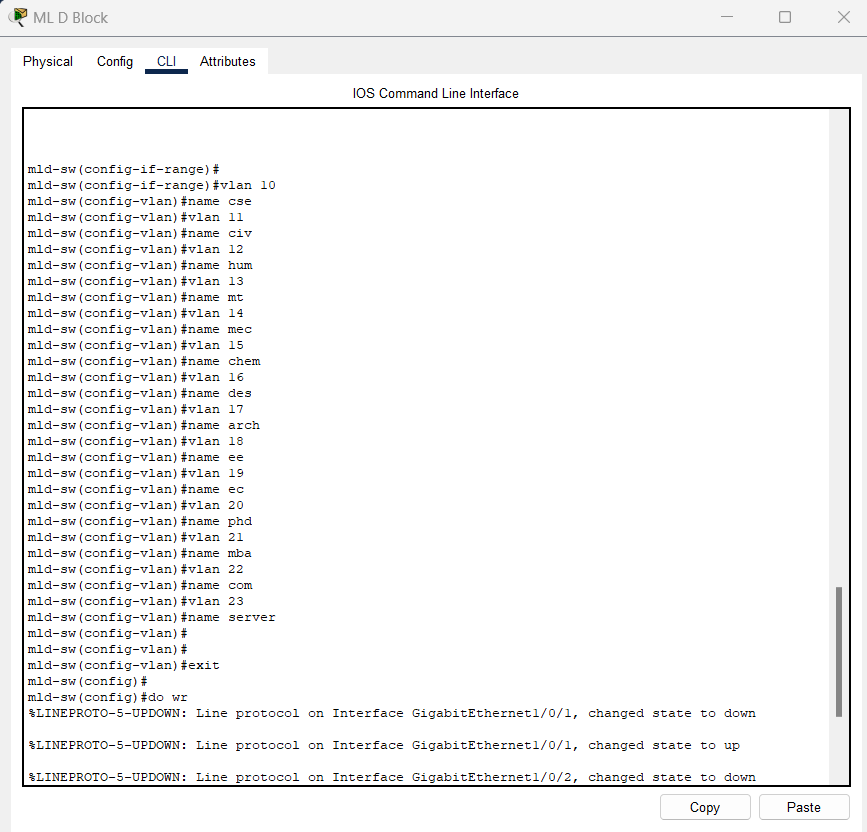 ML D Block
Physical Config CLI Attributes
IOS Command Line Interface
mld-sw(config-if-range)#
mld-sw(config-if-range)#vlan 10
mld-sw(config-vlan)#name cse
mld-sw(config-vlan)#vlan 11
mld-sw(config-vlan)#name civ
mld-sw(config-vlan)#vlan 12
mld-sw(config-vlan)#name hum
mld-sw(config-vlan)#vlan 13
mld-sw(config-vlan)#name mt
mld-sw(config-vlan)#vlan 14
mld-sw(config-vlan)#name mec
mld-sw(config-vlan)#vlan 15
mld-sw(config-vlan)#name chem
mld-sw(config-vlan)#vlan 16
mld-sw(config-vlan)#name des
mld-sw(config-vlan)#vlan 17
mld-sw(config-vlan)#name arch
mld-sw(config-vlan)#vlan 18
mld-sw(config-vlan)#name ee
mld-sw(config-vlan)#vlan 19
mld-sw(config-vlan)#name ec
mld-sw(config-vlan)#vlan 20
mld-sw(config-vlan)#name phd
mld-sw(config-vlan)#vlan 21
mld-sw(config-vlan)#name mba
mld-sw(config-vlan)#vlan 22
mld-sw(config-vlan)#name com
mld-sw(config-vlan)#vlan 23
mld-sw(config-vlan)#name server
mld-sw(config-vlan)#
mld-sw(config-vlan)#
mld-sw(config-vlan)#exit
mld-sw(config)#
mld-sw(config)#do wr
%LINEPROTO-5-UPDOWN: Line protocol on Interface GigabitEthernet1/0/1, changed state to down
%LINEPROTO-5-UPDOWN: Line protocol on Interface GigabitEthernet1/0/1, changed state to up
%LINEPROTO-5-UPDOWN: Line protocol on Interface GigabitEthernet1/0/2, changed state to down
Copy Paste